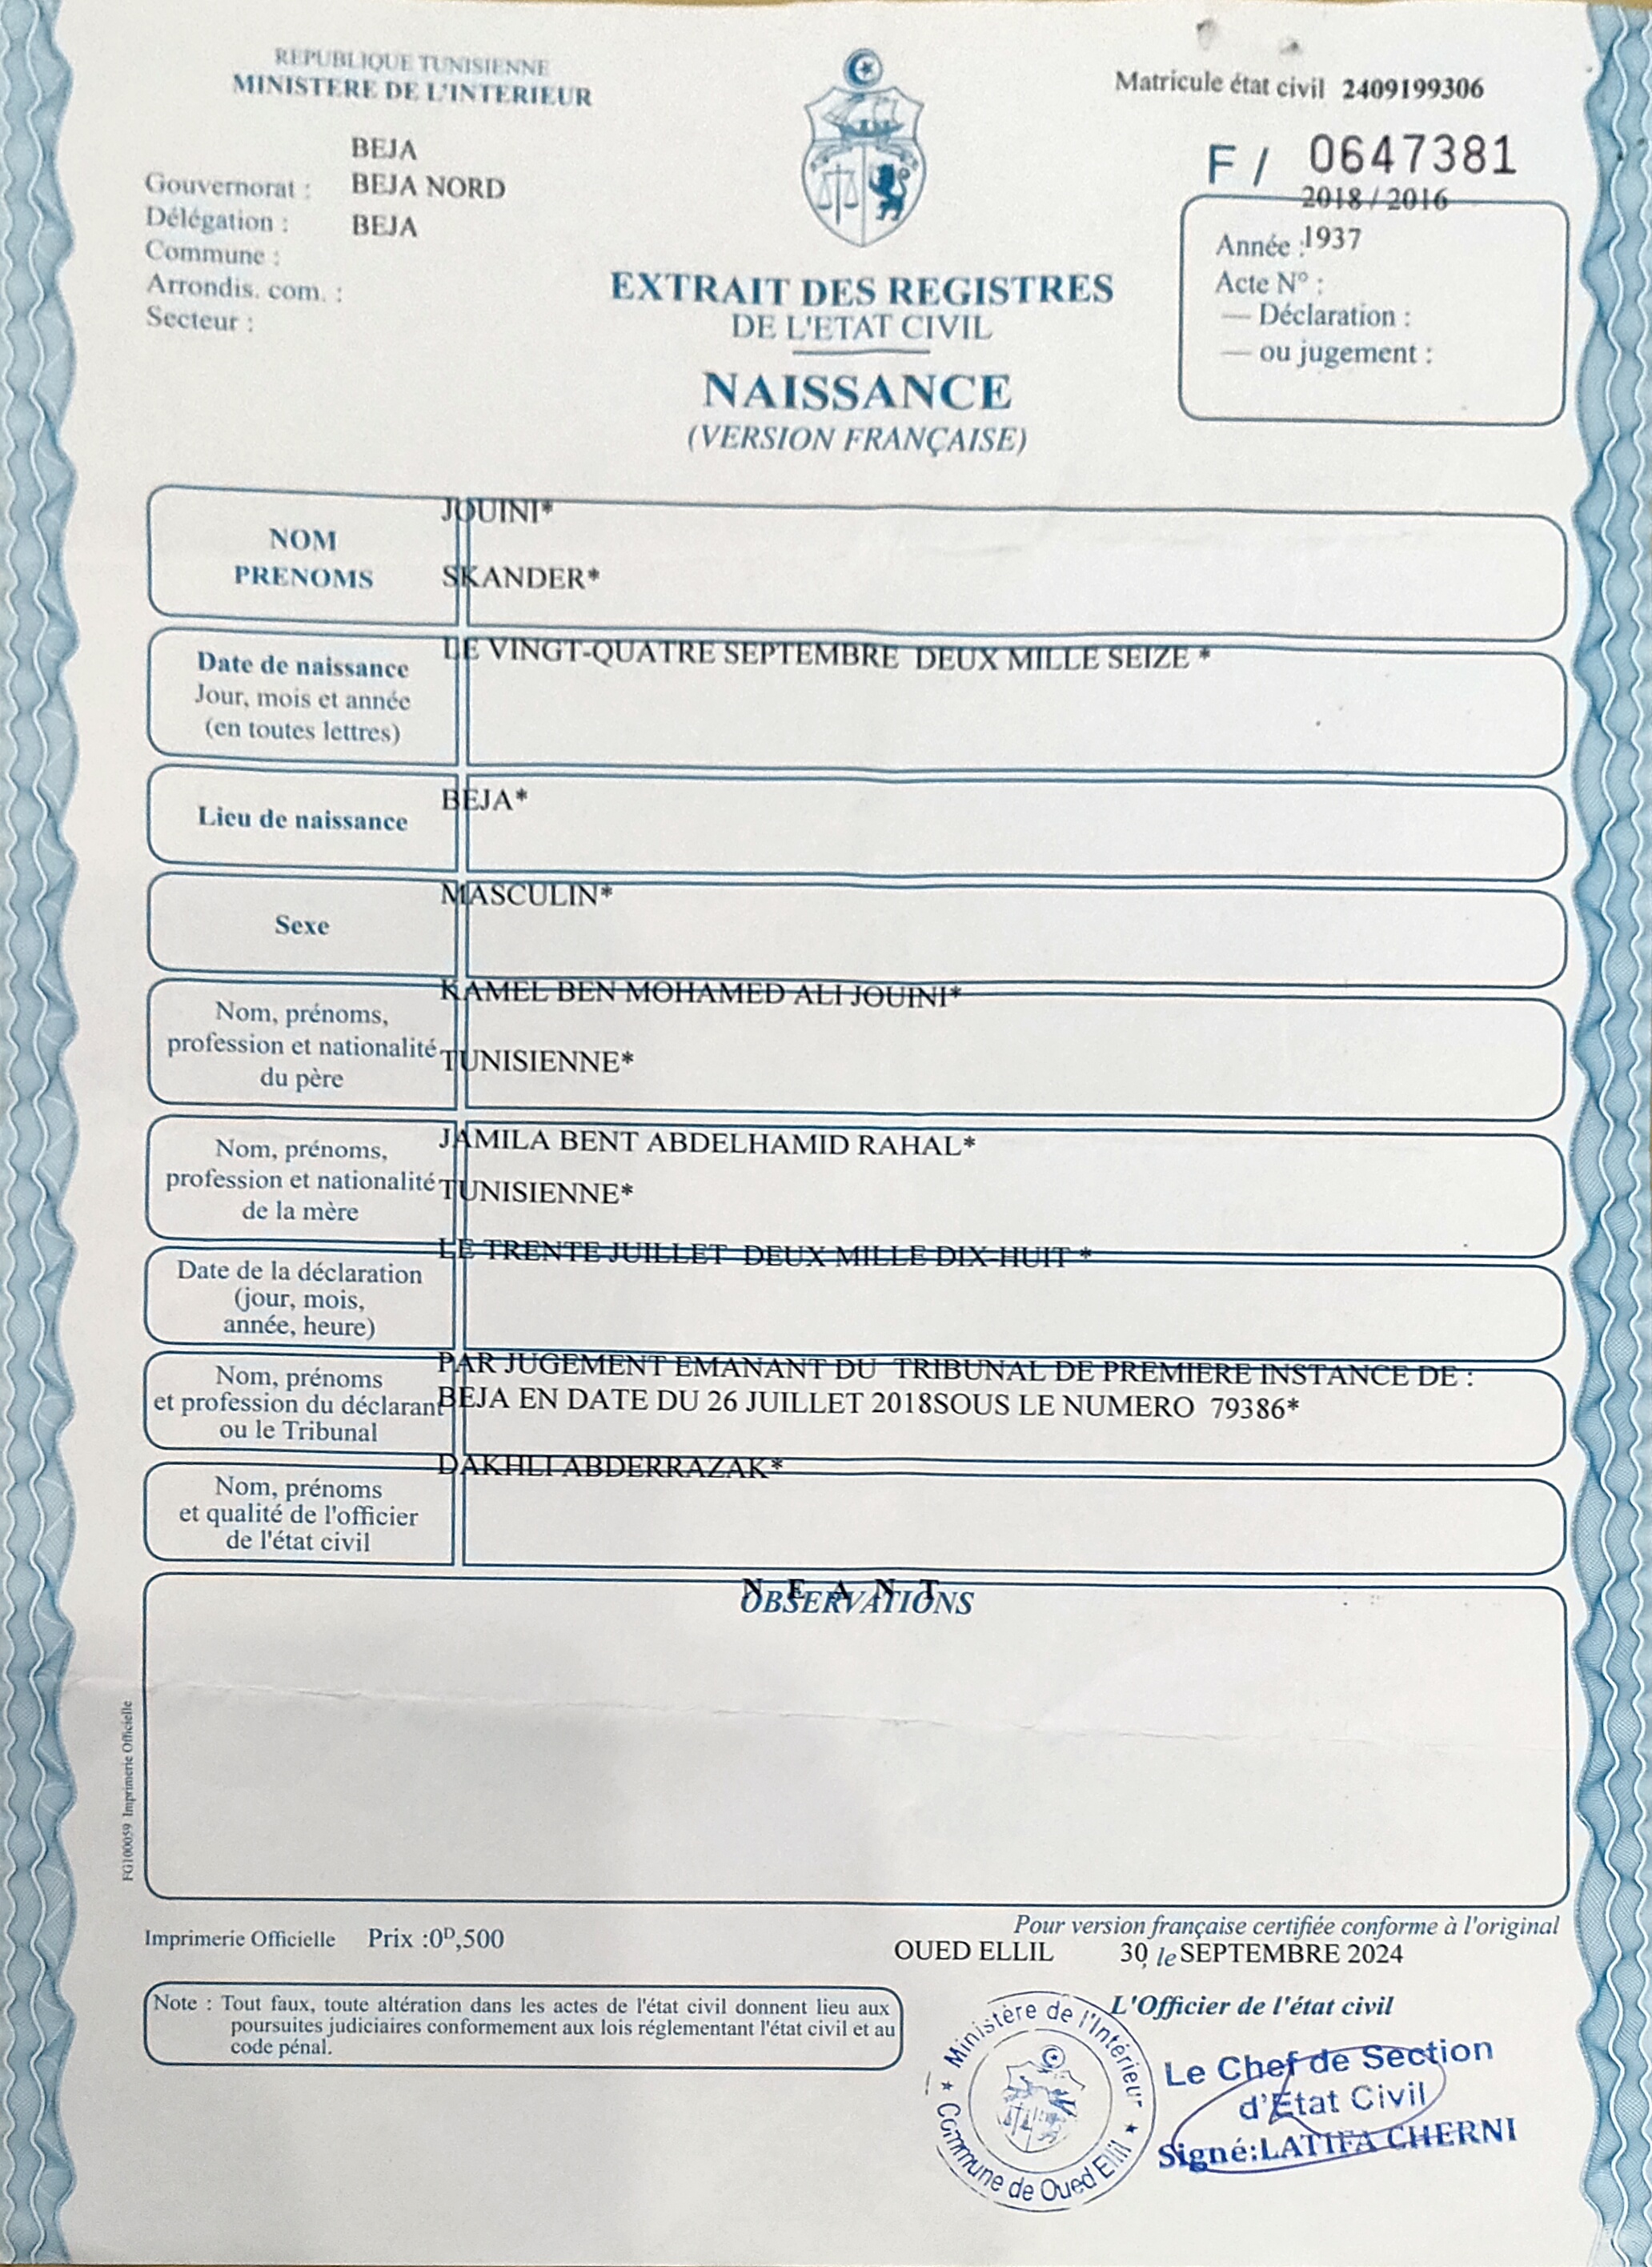 REPUBLIQUE TUNISIENNE
MINISTERE DE L'INTERIEUR
Matricule état civil 2409199306
F / 0647381
BEJA
Gouvernorat : BEJA NORD
Délégation : BEJA
Commune :
Arrondis. com. :
Secteur :
2018 / 2016
Année : 1937
Acte N° :
— Déclaration :
— ou jugement :
EXTRAIT DES REGISTRES
DE L'ETAT CIVIL
NAISSANCE
(VERSION FRANÇAISE)
JOUINI*
NOM
PRENOMS SKANDER*
LE VINGT-QUATRE SEPTEMBRE DEUX MILLE SEIZE *
Date de naissance
Jour, mois et année
(en toutes lettres)
BEJA*
Lieu de naissance
MASCULIN*
Sexe
KAMEL BEN MOHAMED ALI JOUINI*
Nom, prénoms,
profession et nationalité TUNISIENNE*
du père
JAMILA BENT ABDELHAMID RAHAL*
Nom, prénoms,
profession et nationalité TUNISIENNE*
de la mère
LE TRENTE JUILLET DEUX MILLE DIX-HUIT *
Date de la déclaration
(jour, mois,
année, heure)
PAR JUGEMENT EMANANT DU TRIBUNAL DE PREMIERE INSTANCE DE :
Nom, prénoms
et profession du déclarant BEJA EN DATE DU 26 JUILLET 2018SOUS LE NUMERO 79386*
ou le Tribunal
DAKHLI ABDERRAZAK*
Nom, prénoms
et qualité de l'officier
de l'état civil
N E A N T
OBSERVATIONS
FG100059 Imprimerie Officielle
Imprimerie Officielle Prix :0ᴰ,500
Pour version française certifiée conforme à l'original
OUED ELLIL 30, le SEPTEMBRE 2024
Note : Tout faux, toute altération dans les actes de l'état civil donnent lieu aux
poursuites judiciaires conformement aux lois réglementant l'état civil et au
code pénal.
L'Officier de l'état civil
Ministère de l'Intérieur
Commune de Oued Ellil
Le Chef de Section
d'Etat Civil
Signé:LATIFA CHERNI